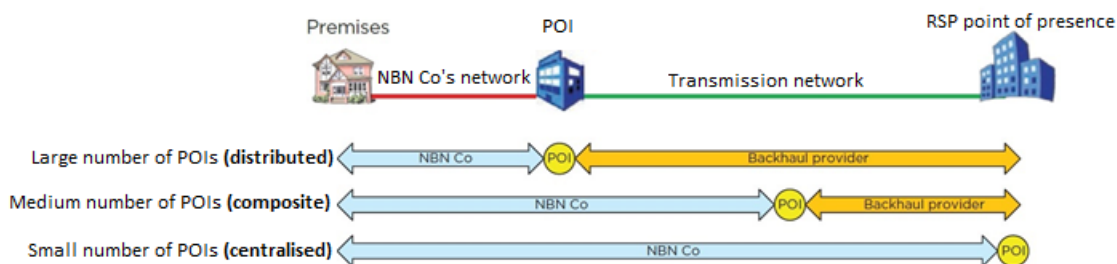 Premises
POI
RSP point of presence
NBN Co's network
Transmission network
Large number of POIs (distributed)
NBN Co
POI
Backhaul provider
Medium number of POIs (composite)
NBN Co
POI
Backhaul provider
Small number of POIs (centralised)
NBN Co
POI